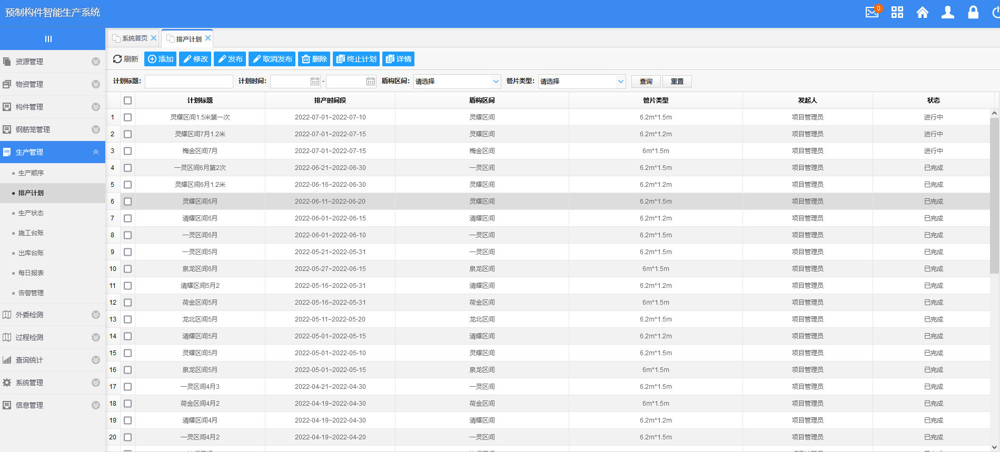 预制构件智能生产系统
0
系统首页
排产计划
资源管理
物资管理
构件管理
钢筋笼管理
生产管理
生产顺序
排产计划
生产状态
施工台账
出库台账
每日报表
告警管理
外委检测
过程检测
查询统计
系统管理
信息管理
刷新 添加 修改 发布 取消发布 删除 终止计划 详情
计划标题: 计划时间: - 盾构区间: 请选择 管片类型: 请选择 查询 重置
计划标题 排产时间段 盾构区间 管片类型 发起人 状态
1 灵耀区间1.5米第一次 2022-07-01~2022-07-10 灵耀区间 6.2m*1.5m 项目管理员 进行中
2 灵耀区间7月1.2米 2022-07-01~2022-07-15 灵耀区间 6.2m*1.2m 项目管理员 进行中
3 梅金区间7月 2022-07-01~2022-07-15 梅金区间 6m*1.5m 项目管理员 进行中
4 一灵区间6月第2次 2022-06-21~2022-06-30 一灵区间 6.2m*1.5m 项目管理员 已完成
5 灵耀区间6月1.2米 2022-06-16~2022-06-30 灵耀区间 6.2m*1.2m 项目管理员 已完成
6 灵耀区间6月 2022-06-11~2022-06-20 灵耀区间 6.2m*1.5m 项目管理员 已完成
7 清耀区间6月 2022-06-01~2022-06-15 清耀区间 6.2m*1.2m 项目管理员 已完成
8 一灵区间6月 2022-06-01~2022-06-10 一灵区间 6.2m*1.5m 项目管理员 已完成
9 一灵区间5月 2022-05-21~2022-05-31 一灵区间 6.2m*1.5m 项目管理员 已完成
10 泉龙区间6月 2022-05-27~2022-06-15 泉龙区间 6m*1.5m 项目管理员 已完成
11 清耀区间5月2 2022-05-16~2022-05-31 清耀区间 6.2m*1.2m 项目管理员 已完成
12 荷金区间5月 2022-05-16~2022-05-31 荷金区间 6m*1.5m 项目管理员 已完成
13 龙北区间5月 2022-05-11~2022-05-20 龙北区间 6.2m*1.5m 项目管理员 已完成
14 清耀区间5月 2022-05-01~2022-05-15 清耀区间 6.2m*1.2m 项目管理员 已完成
15 灵耀区间5月 2022-05-01~2022-05-10 灵耀区间 6.2m*1.5m 项目管理员 已完成
16 泉龙区间5月 2022-05-01~2022-05-15 泉龙区间 6m*1.5m 项目管理员 已完成
17 一灵区间4月3 2022-04-21~2022-04-30 一灵区间 6.2m*1.5m 项目管理员 已完成
18 荷金区间4月2 2022-04-19~2022-04-30 荷金区间 6m*1.5m 项目管理员 已完成
19 清耀区间4月 2022-04-19~2022-04-30 清耀区间 6.2m*1.2m 项目管理员 已完成
20 一灵区间4月2 2022-04-19~2022-04-20 一灵区间 6.2m*1.5m 项目管理员 已完成